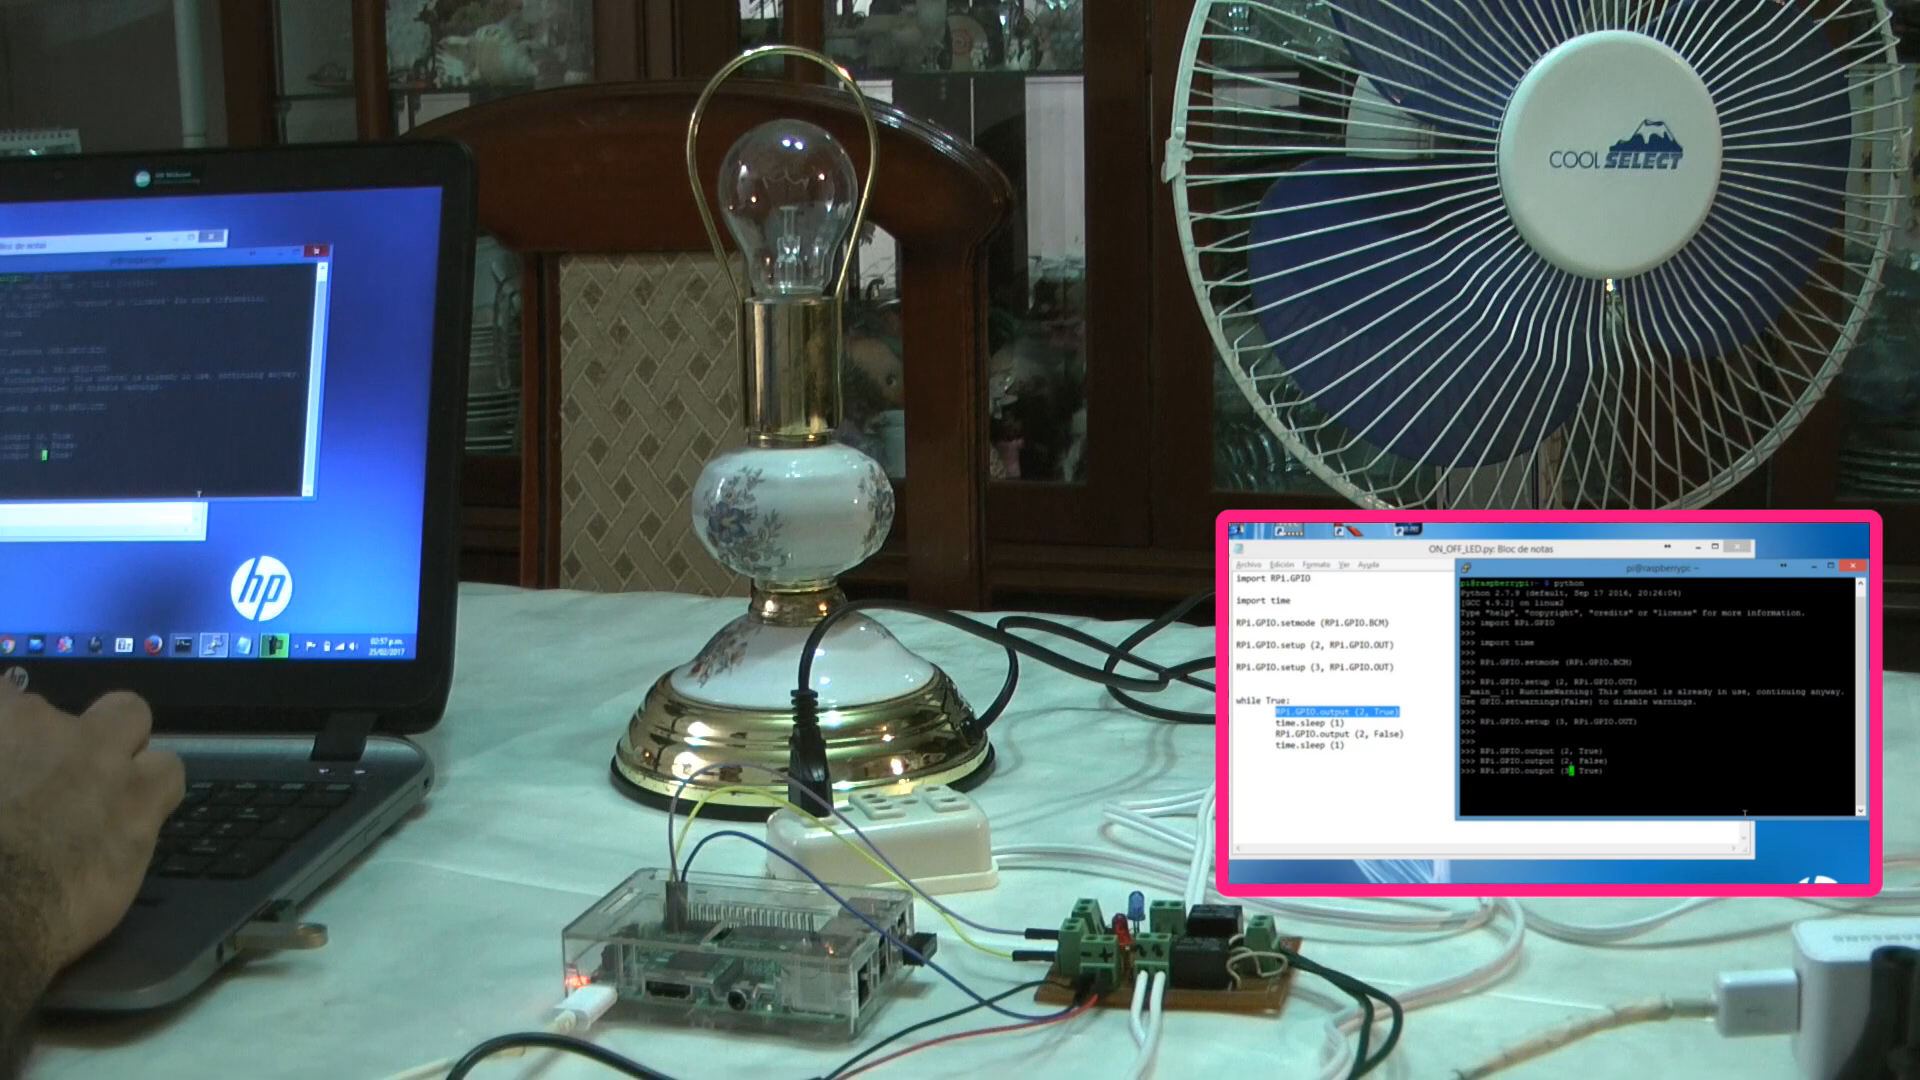 COOL SELECT
hp
02:57 p.m.
25/02/2017
ON_OFF_LED.py: Bloc de notas
Archivo Edición Formato Ver Ayuda
import RPi.GPIO
import time
RPi.GPIO.setmode (RPi.GPIO.BCM)
RPi.GPIO.setup (2, RPi.GPIO.OUT)
RPi.GPIO.setup (3, RPi.GPIO.OUT)
while True:
RPi.GPIO.output (2, True)
time.sleep (1)
RPi.GPIO.output (2, False)
time.sleep (1)
pi@raspberrypi: ~
pi@raspberrypi:~ $ python
Python 2.7.9 (default, Sep 17 2016, 20:26:04)
[GCC 4.9.2] on linux2
Type "help", "copyright", "credits" or "license" for more information.
>>> import RPi.GPIO
>>>
>>> import time
>>>
>>> RPi.GPIO.setmode (RPi.GPIO.BCM)
>>>
>>> RPi.GPIO.setup (2, RPi.GPIO.OUT)
__main__:1: RuntimeWarning: This channel is already in use, continuing anyway.
Use GPIO.setwarnings(False) to disable warnings.
>>>
>>> RPi.GPIO.setup (3, RPi.GPIO.OUT)
>>>
>>>
>>> RPi.GPIO.output (2, True)
>>> RPi.GPIO.output (2, False)
>>> RPi.GPIO.output (3, True)